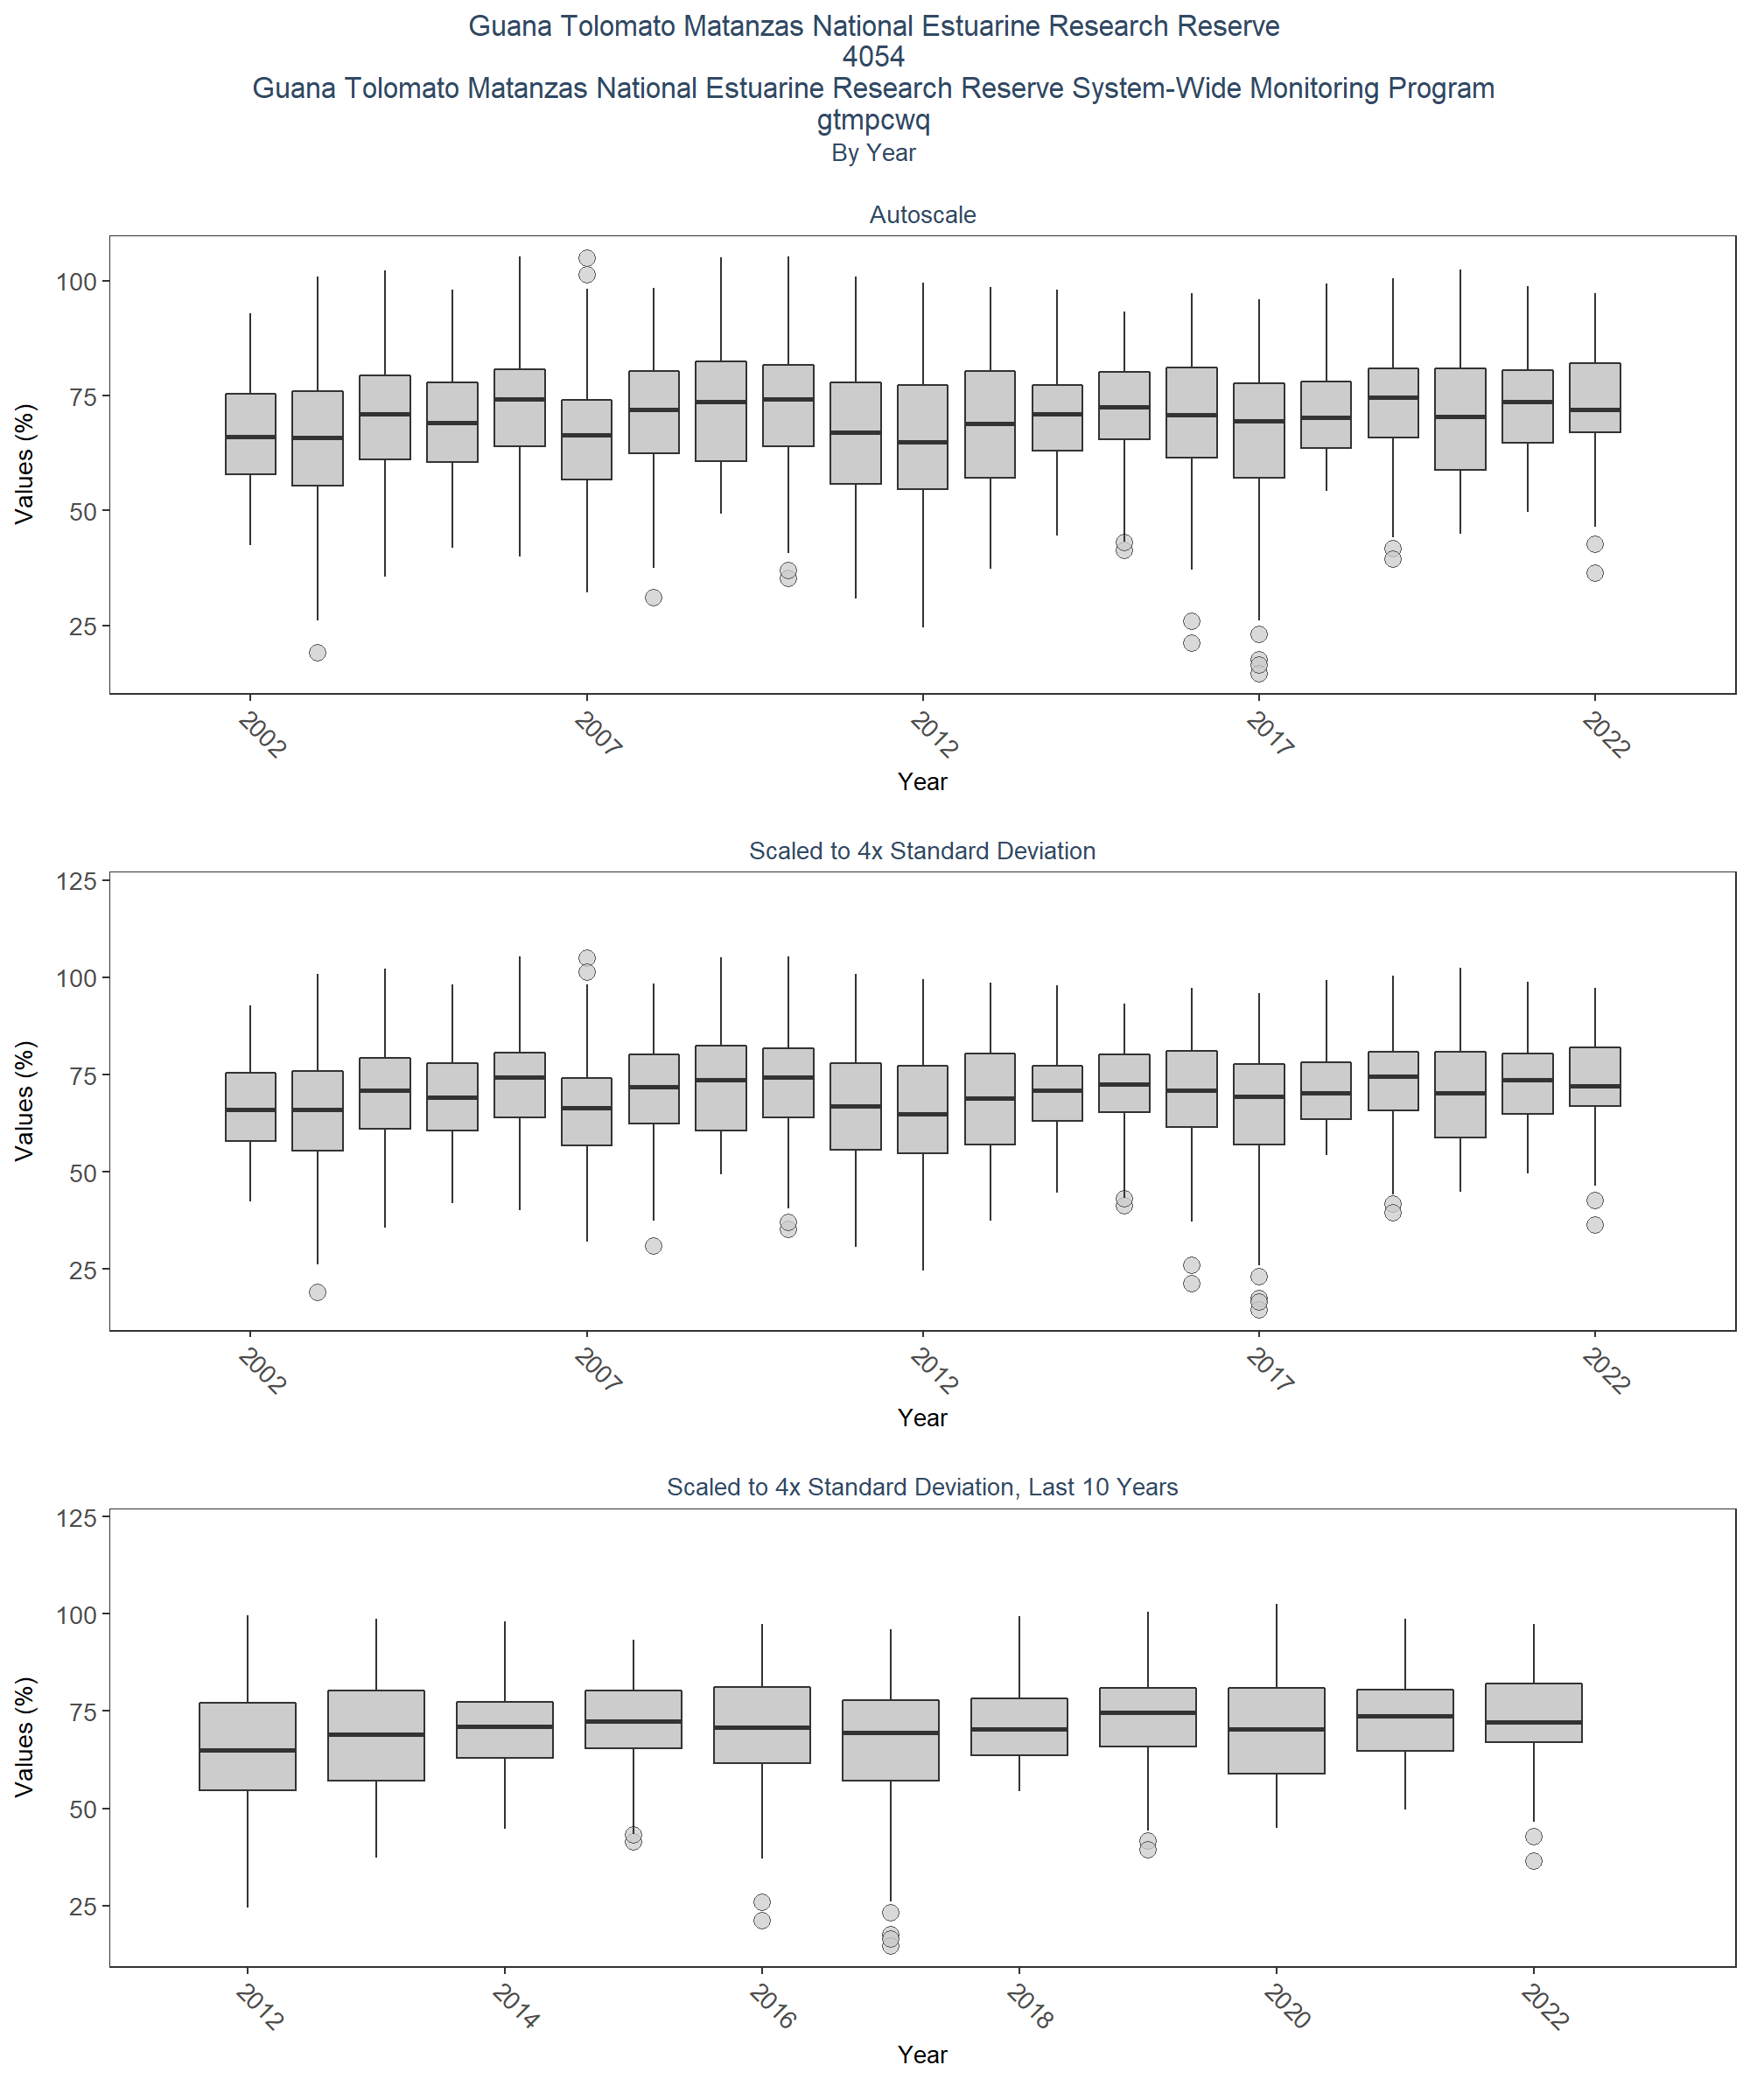 Guana Tolomato Matanzas National Estuarine Research Reserve
4054
Guana Tolomato Matanzas National Estuarine Research Reserve System-Wide Monitoring Program
gtmpcwq
By Year
Autoscale
Values (%)
100
75
50
25
2002
2007
2012
2017
2022
Year
Scaled to 4x Standard Deviation
Values (%)
125
100
75
50
25
2002
2007
2012
2017
2022
Year
Scaled to 4x Standard Deviation, Last 10 Years
Values (%)
125
100
75
50
25
2012
2014
2016
2018
2020
2022
Year